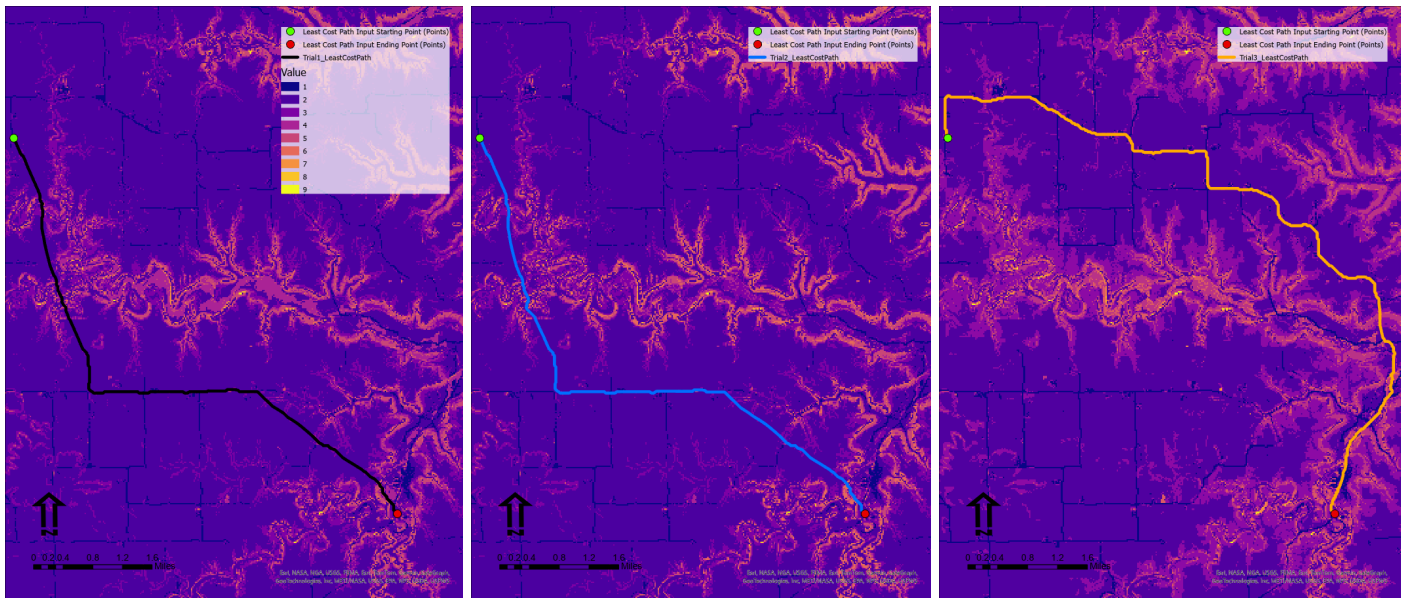 Least Cost Path Input Starting Point (Points)
Least Cost Path Input Ending Point (Points)
Trial1_LeastCostPath
Value
1
2
3
4
5
6
7
8
9
N
0 0.2 0.4 0.8 1.2 1.6
Miles
Least Cost Path Input Starting Point (Points)
Least Cost Path Input Ending Point (Points)
Trial2_LeastCostPath
N
0 0.2 0.4 0.8 1.2 1.6
Miles
Least Cost Path Input Starting Point (Points)
Least Cost Path Input Ending Point (Points)
Trial3_LeastCostPath
N
0 0.2 0.4 0.8 1.2 1.6
Miles